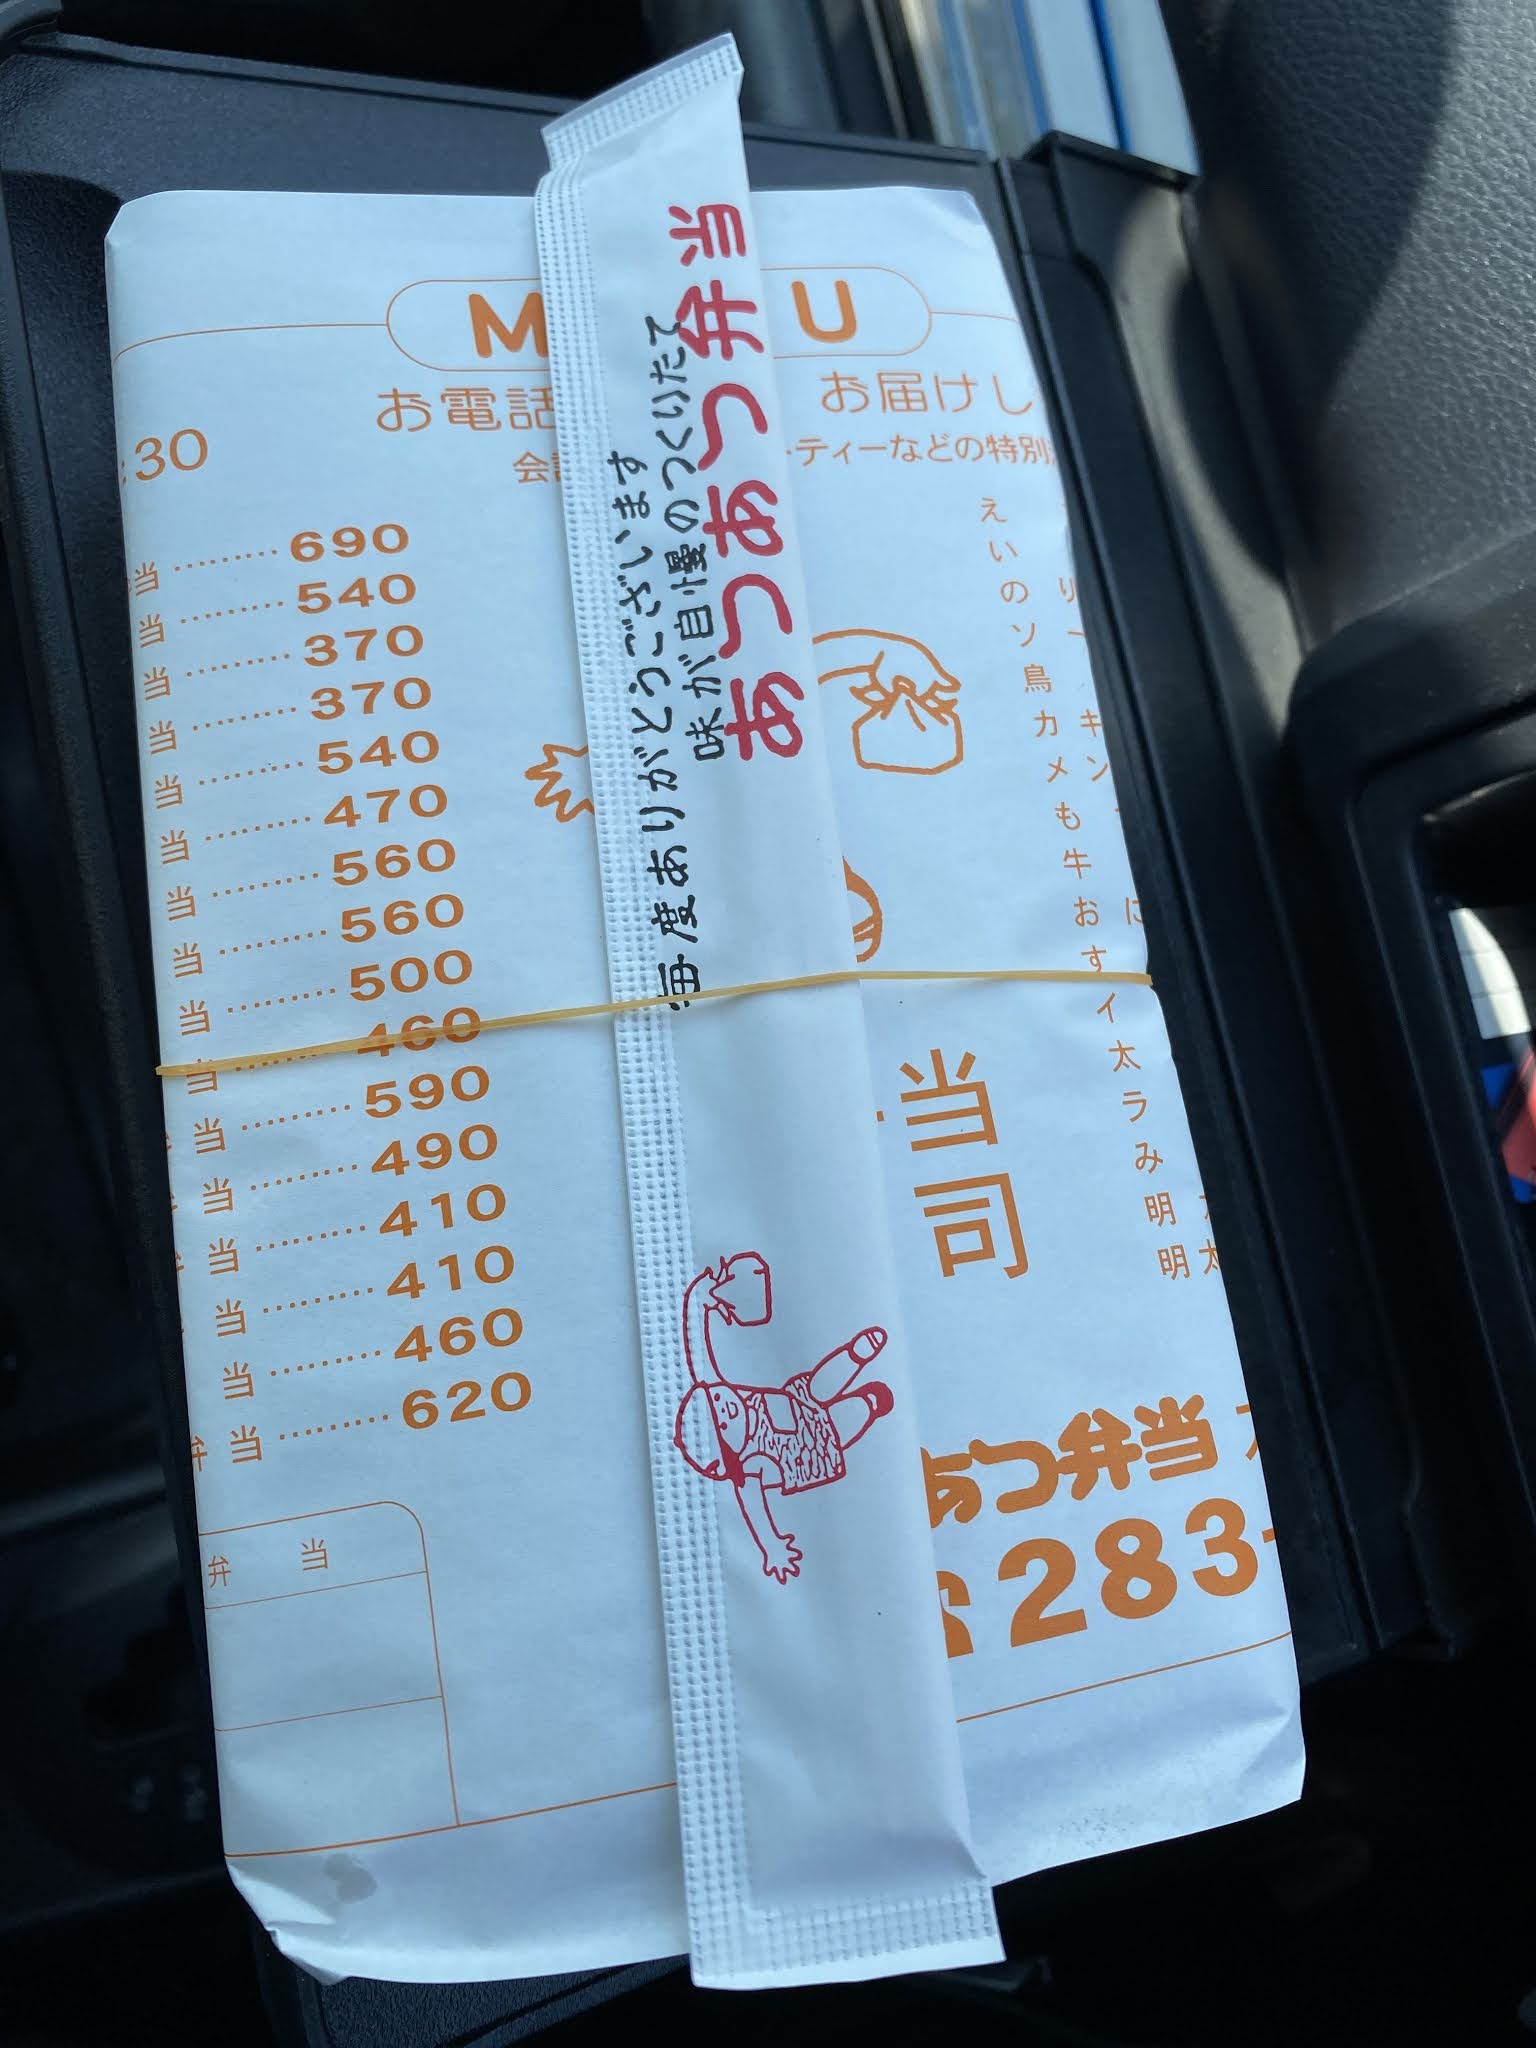 MU
お電話
お届けし
:30
会
ティーなどの特別
当………690
当………540
当………370
当………370
当………540
当………470
当………560
当………560
当………500
当………460
当………590
当………490
当………410
当………410
当………460
弁当………620
弁 当
えいのソ鳥カメも牛おすイ太ラみ明明
当
司
あつ弁当
☎283-
あつあつ弁当
味が自慢のつくりたて
毎度ありがとうございます